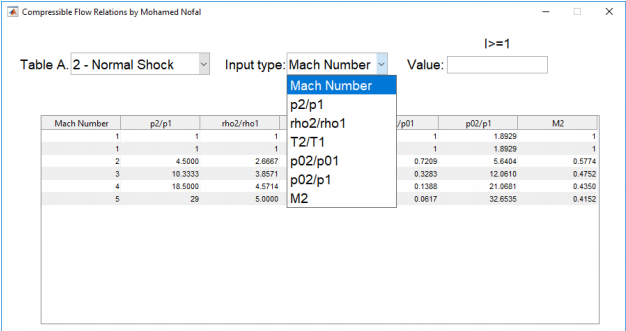 Compressible Flow Relations by Mohamed Nofal
I>=1
Table A. 2 - Normal Shock Input type: Mach Number Value:
Mach Number
p2/p1
rho2/rho1
T2/T1
p02/p01
p02/p1
M2
Mach Number p2/p1 rho2/rho1 /p01 p02/p1 M2
1 1 1 1 1.8929 1
1 1 1 1 1.8929 1
2 4.5000 2.6667 0.7209 5.6404 0.5774
3 10.3333 3.8571 0.3283 12.0610 0.4752
4 18.5000 4.5714 0.1388 21.0681 0.4350
5 29 5.0000 0.0617 32.6535 0.4152